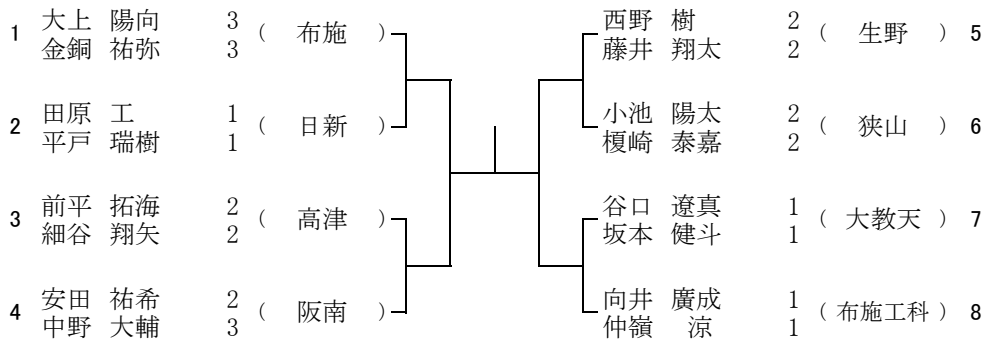 1 大上 陽向 3 ( 布施 )
金銅 祐弥 3
2 田原 工 1 ( 日新 )
平戸 瑞樹 1
3 前平 拓海 2 ( 高津 )
細谷 翔矢 2
4 安田 祐希 2 ( 阪南 )
中野 大輔 3
西野 樹 2 ( 生野 ) 5
藤井 翔太 2
小池 陽太 2 ( 狭山 ) 6
榎崎 泰嘉 2
谷口 遼真 1 ( 大教天 ) 7
坂本 健斗 1
向井 廣成 1 ( 布施工科 ) 8
仲嶺 涼 1